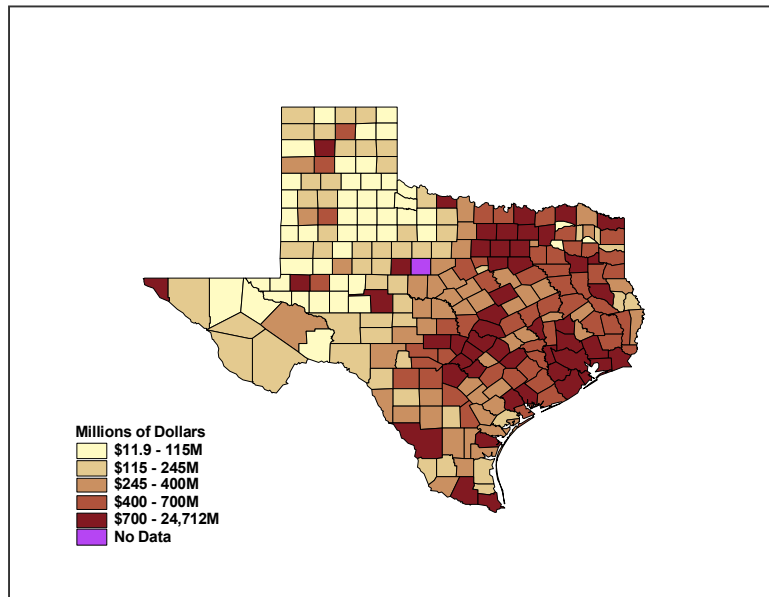 Millions of Dollars
$11.9 - 115M
$115 - 245M
$245 - 400M
$400 - 700M
$700 - 24,712M
No Data